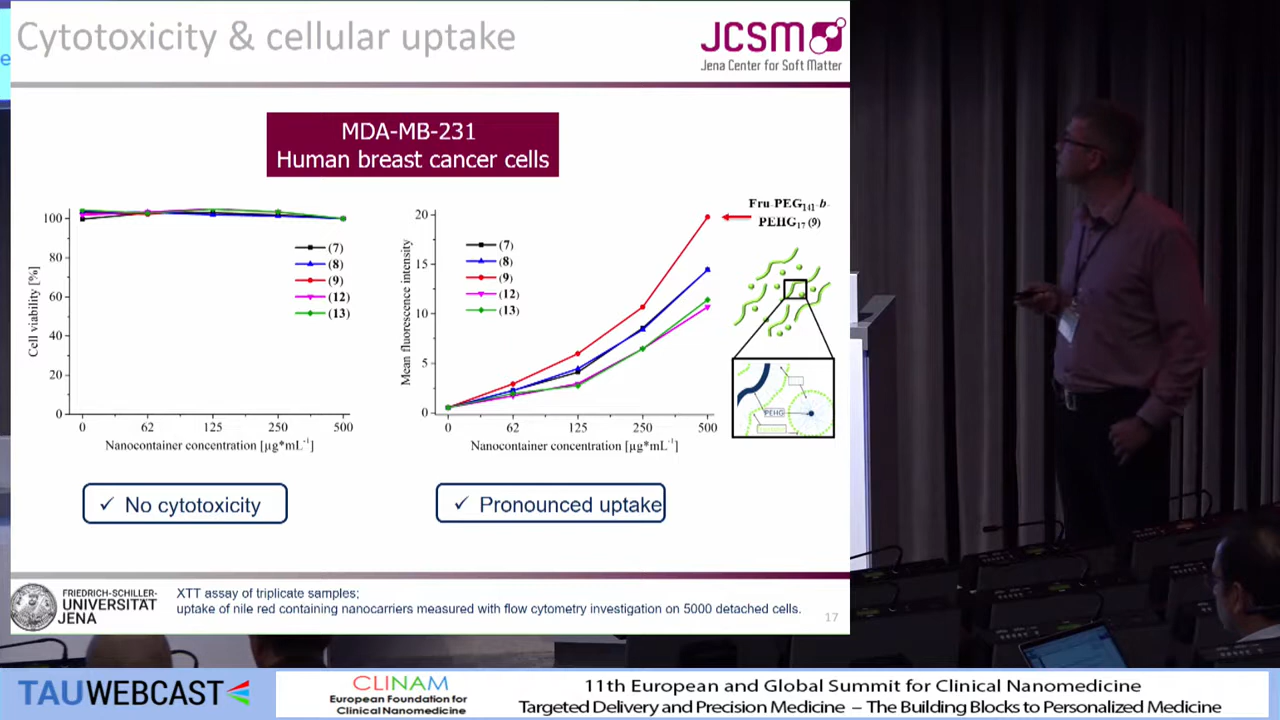 Cytotoxicity & cellular uptake
JCSM
Jena Center for Soft Matter
MDA-MB-231
Human breast cancer cells
100
80
60
40
20
0
Cell viability [%]
(7)
(8)
(9)
(12)
(13)
0 62 125 250 500
Nanocontainer concentration [µg*mL⁻¹]
20
15
10
5
0
Mean fluorescence intensity
(7)
(8)
(9)
(12)
(13)
0 62 125 250 500
Nanocontainer concentration [µg*mL⁻¹]
Fru-PEG141-b-
PEHG17 (9)
PEHG
✓ No cytotoxicity
✓ Pronounced uptake
FRIEDRICH-SCHILLER-
UNIVERSITÄT
JENA
XTT assay of triplicate samples;
uptake of nile red containing nanocarriers measured with flow cytometry investigation on 5000 detached cells.
17
TAUWEBCAST
CLINAM
European Foundation for
Clinical Nanomedicine
11th European and Global Summit for Clinical Nanomedicine
Targeted Delivery and Precision Medicine – The Building Blocks to Personalized Medicine